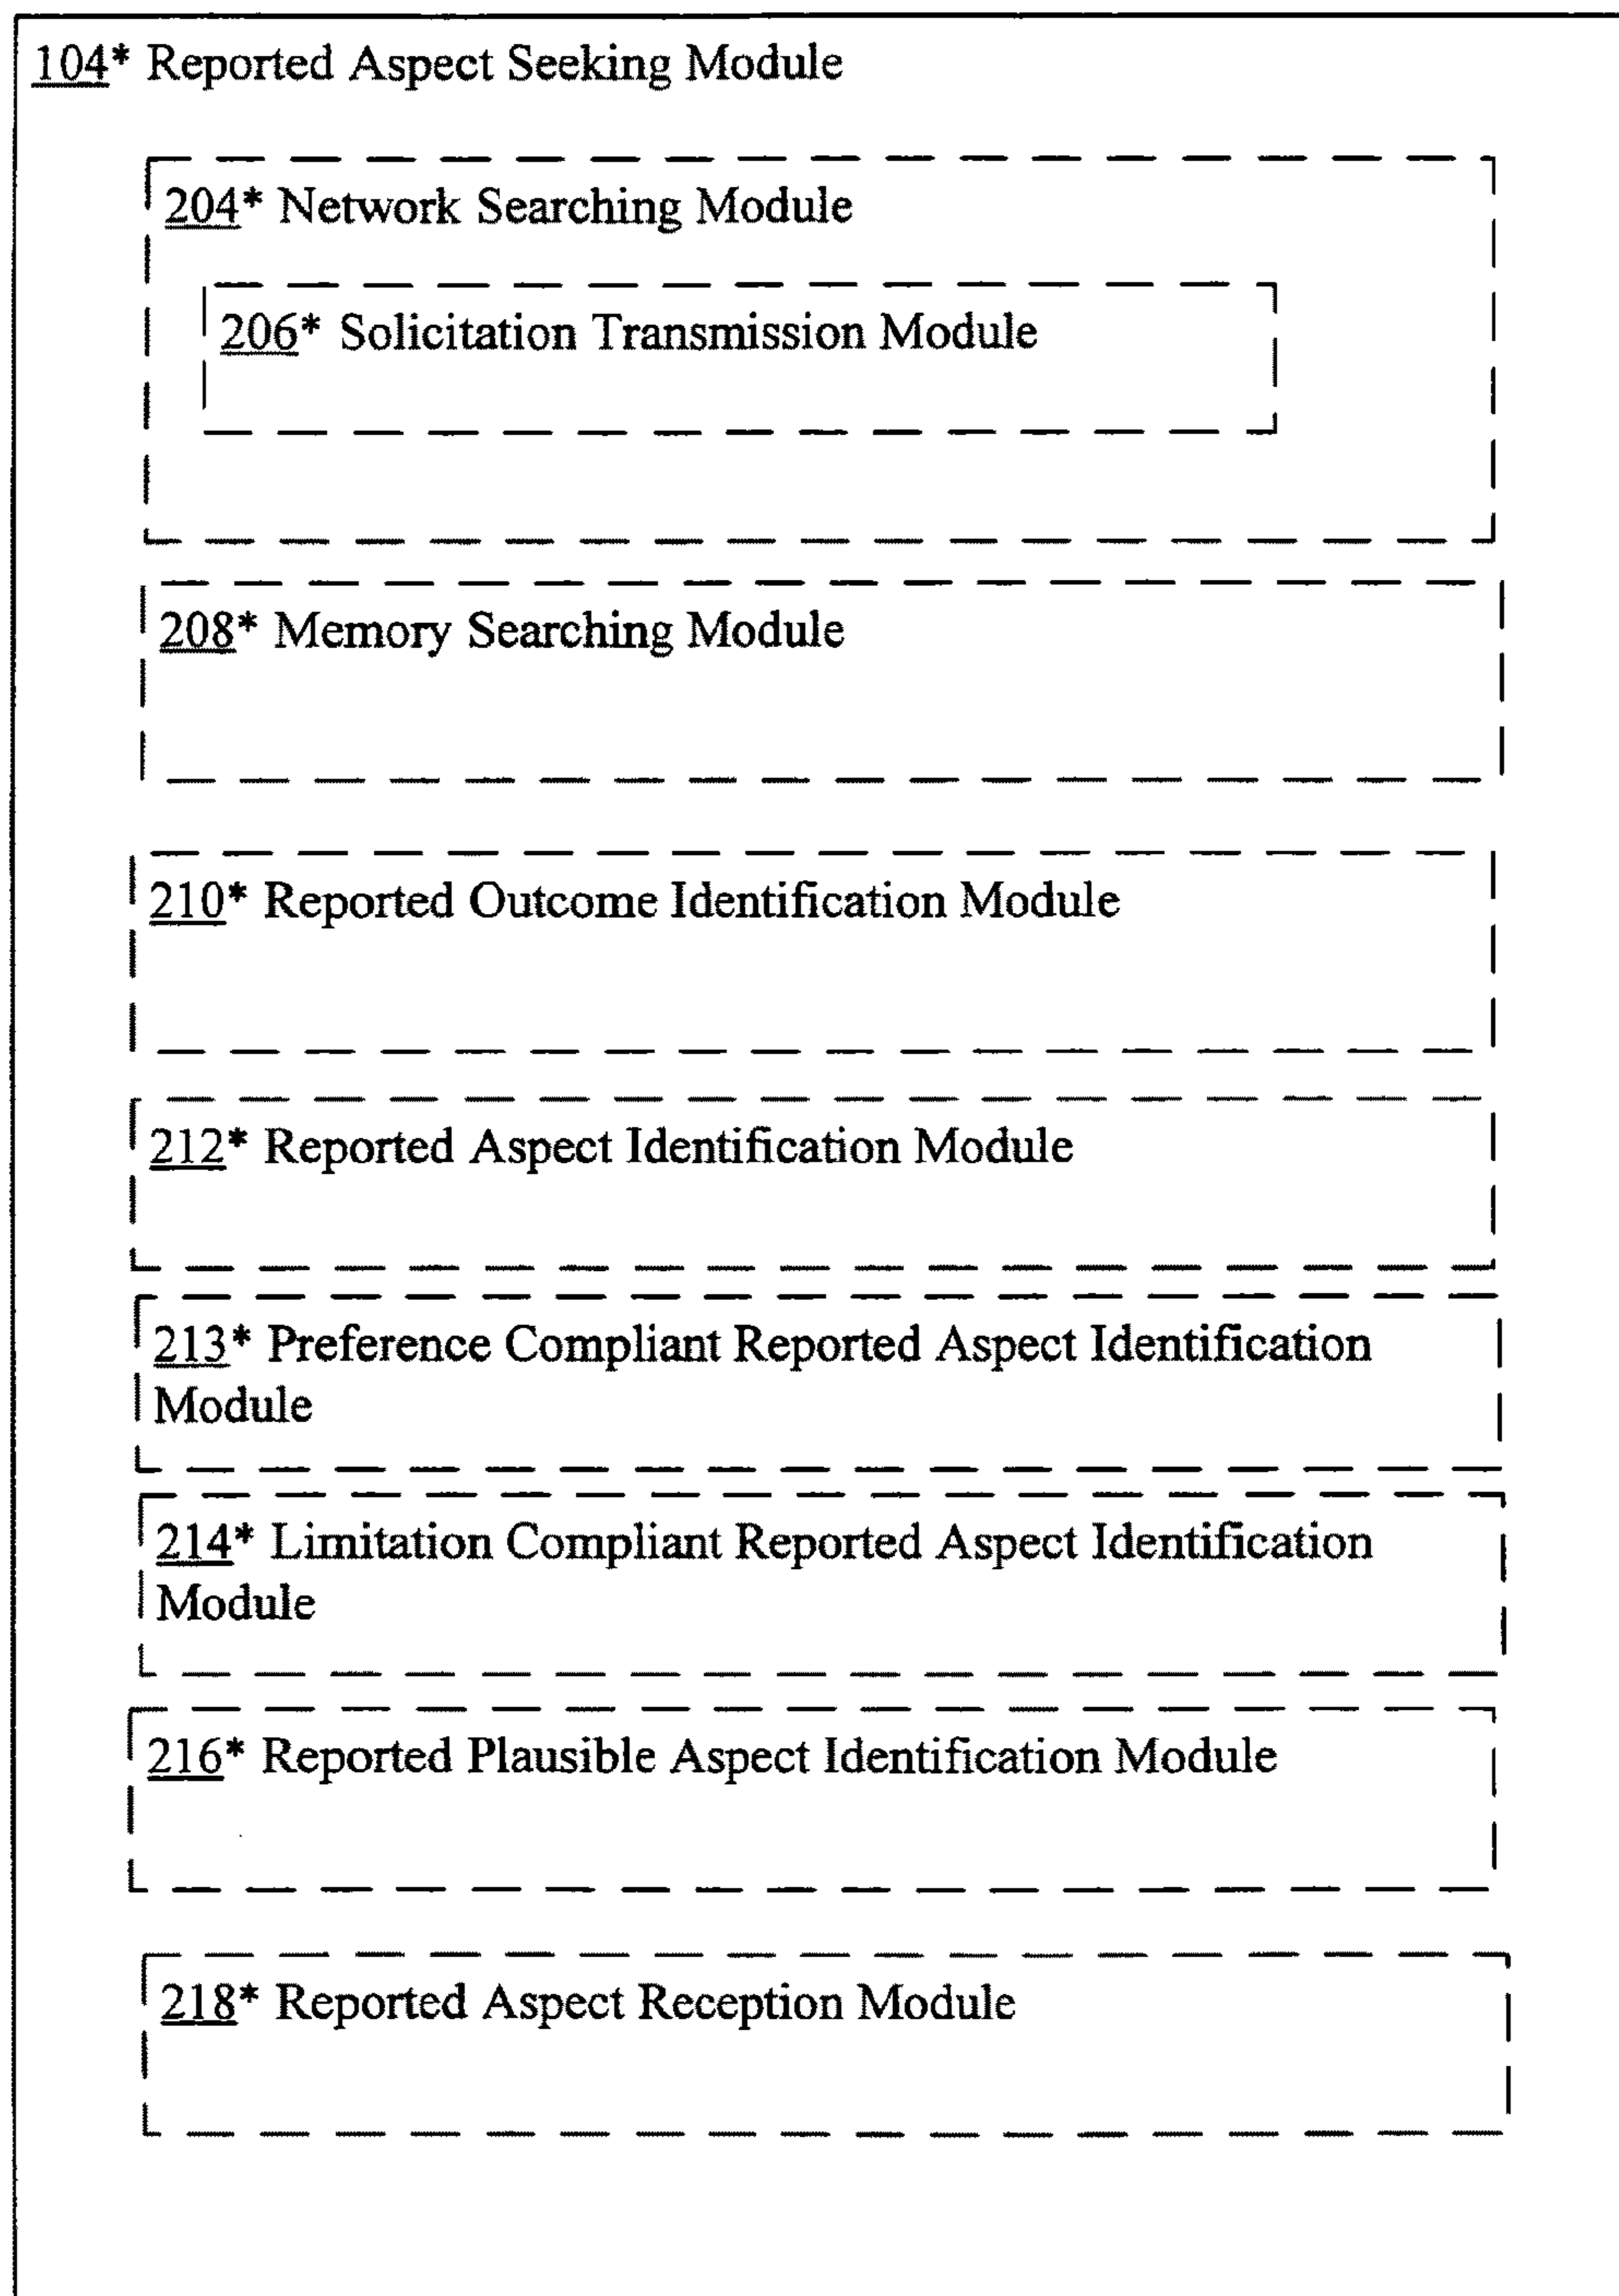 104* Reported Aspect Seeking Module
204* Network Searching Module
206* Solicitation Transmission Module
208* Memory Searching Module
210* Reported Outcome Identification Module
212* Reported Aspect Identification Module
213* Preference Compliant Reported Aspect Identification
Module
214* Limitation Compliant Reported Aspect Identification
Module
216* Reported Plausible Aspect Identification Module
218* Reported Aspect Reception Module